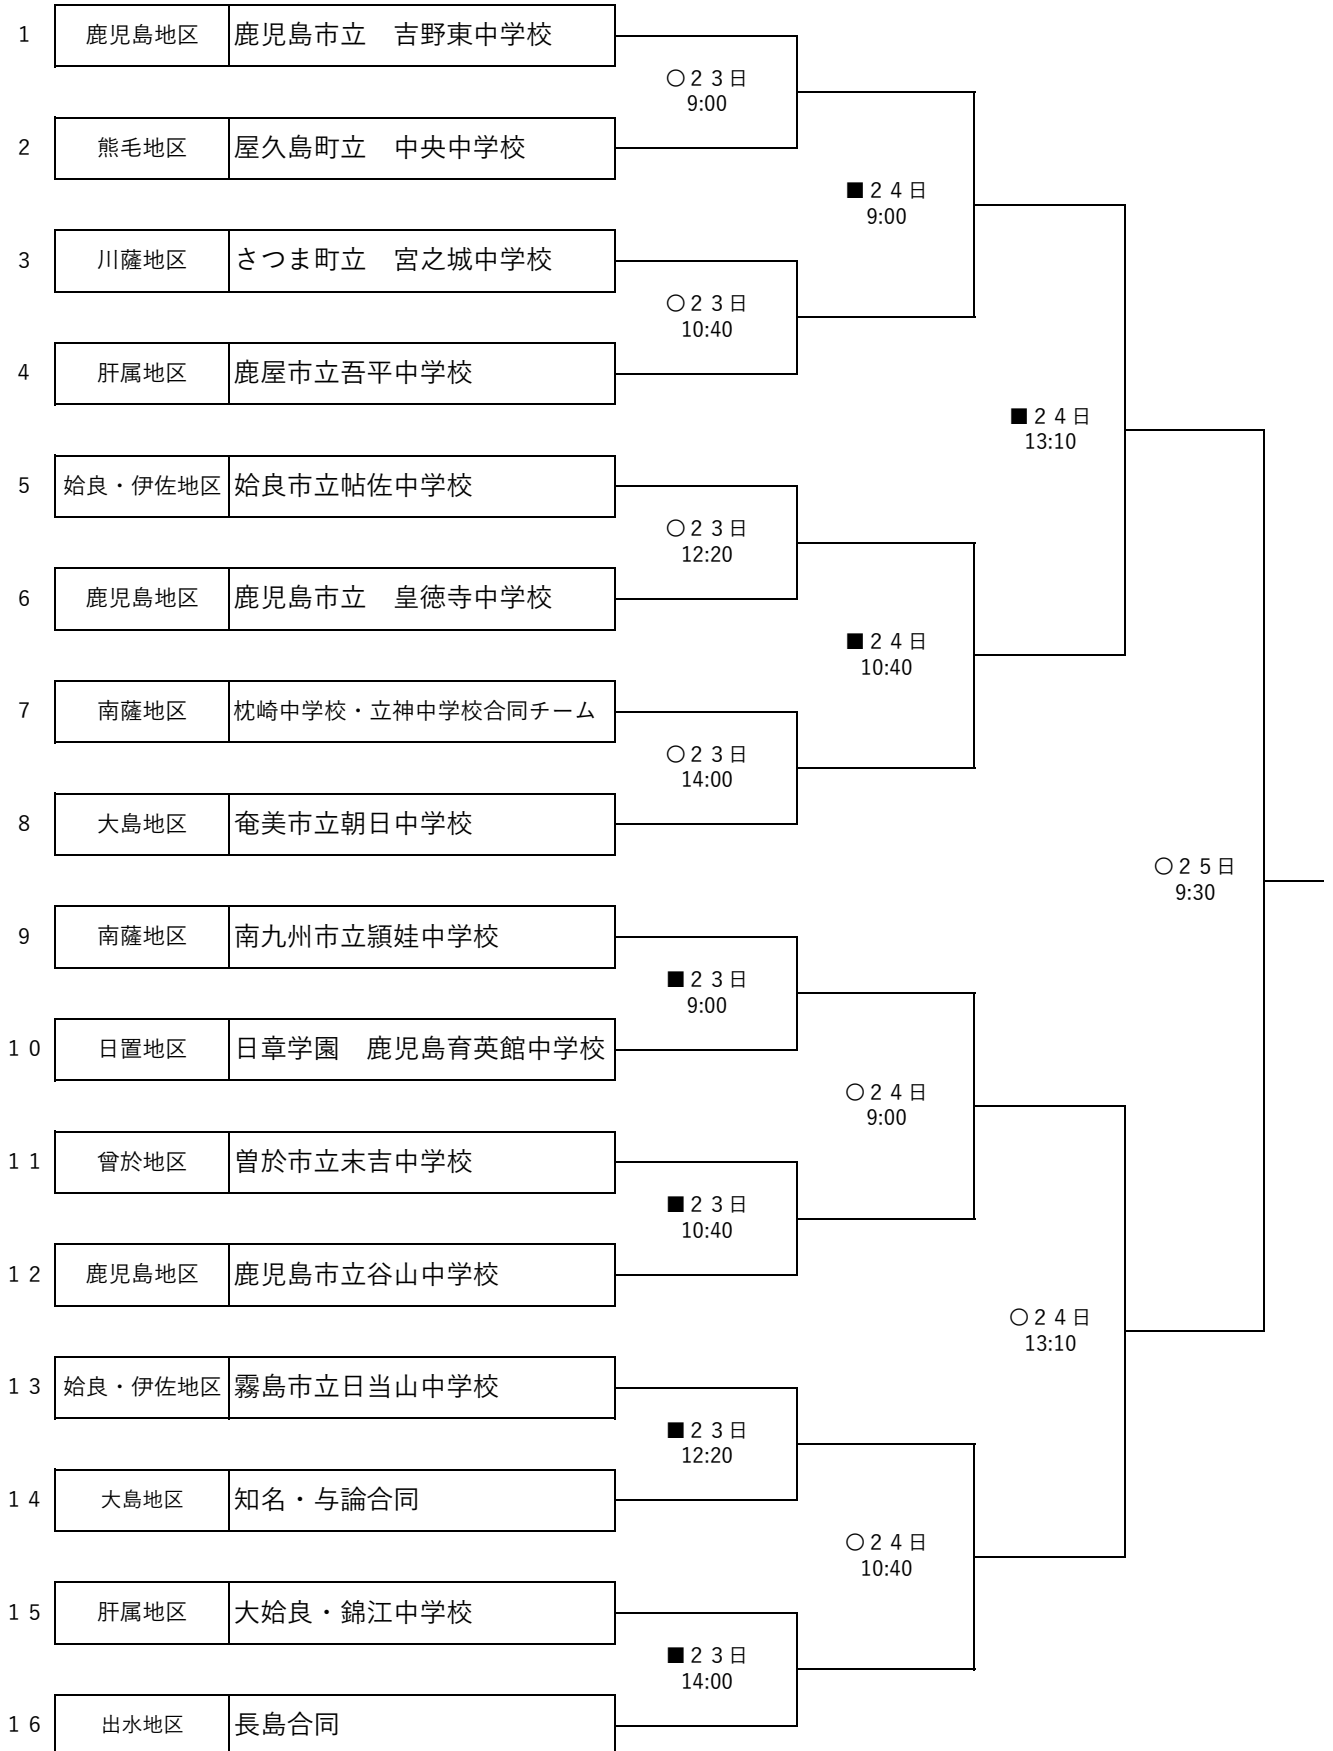 1 鹿児島地区 鹿児島市立　吉野東中学校
〇２３日
9:00
2 熊毛地区 屋久島町立　中央中学校
■２４日
9:00
3 川薩地区 さつま町立　宮之城中学校
〇２３日
10:40
4 肝属地区 鹿屋市立吾平中学校
■２４日
13:10
5 姶良・伊佐地区 姶良市立帖佐中学校
〇２３日
12:20
6 鹿児島地区 鹿児島市立　皇徳寺中学校
■２４日
10:40
7 南薩地区 枕崎中学校・立神中学校合同チーム
〇２３日
14:00
8 大島地区 奄美市立朝日中学校
〇２５日
9:30
9 南薩地区 南九州市立頴娃中学校
■２３日
9:00
１０ 日置地区 日章学園　鹿児島育英館中学校
〇２４日
9:00
１１ 曾於地区 曽於市立末吉中学校
■２３日
10:40
１２ 鹿児島地区 鹿児島市立谷山中学校
〇２４日
13:10
１３ 姶良・伊佐地区 霧島市立日当山中学校
■２３日
12:20
１４ 大島地区 知名・与論合同
〇２４日
10:40
１５ 肝属地区 大姶良・錦江中学校
■２３日
14:00
１６ 出水地区 長島合同